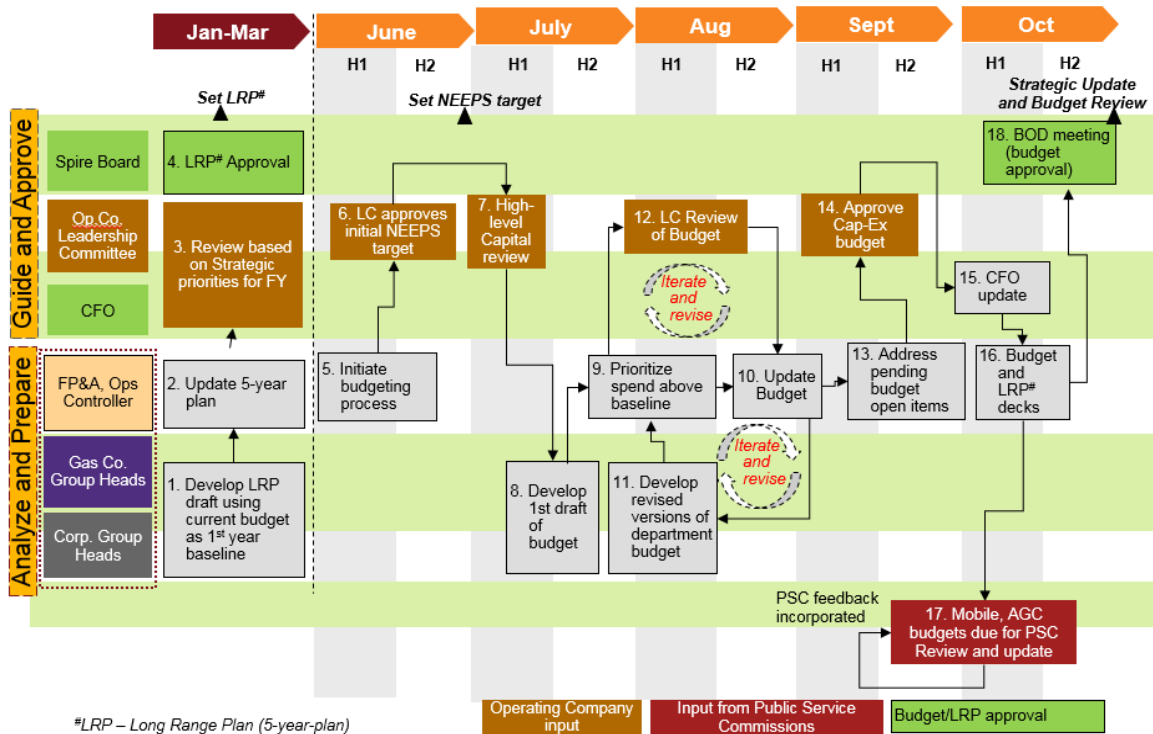 Jan-Mar
June
July
Aug
Sept
Oct
H1
H2
H1
H2
H1
H2
H1
H2
H1
H2
Set LRP#
Set NEEPS target
Strategic Update
and Budget Review
Guide and Approve
Spire Board
4. LRP# Approval
18. BOD meeting
(budget
approval)
Op.Co.
Leadership
Committee
3. Review based
on Strategic
priorities for FY
6. LC approves
initial NEEPS
target
7. High-
level
Capital
review
12. LC Review
of Budget
14. Approve
Cap-Ex
budget
CFO
Iterate
and
revise
15. CFO
update
Analyze and Prepare
FP&A, Ops
Controller
2. Update 5-year
plan
5. Initiate
budgeting
process
9. Prioritize
spend above
baseline
10. Update
Budget
13. Address
pending
budget
open items
16. Budget
and
LRP#
decks
Gas Co.
Group Heads
Corp. Group
Heads
1. Develop LRP
draft using
current budget
as 1st year
baseline
8. Develop
1st draft
of
budget
11. Develop
revised
versions of
department
budget
Iterate
and
revise
PSC feedback
incorporated
17. Mobile, AGC
budgets due for PSC
Review and update
#LRP – Long Range Plan (5-year-plan)
Operating Company
input
Input from Public Service
Commissions
Budget/LRP approval